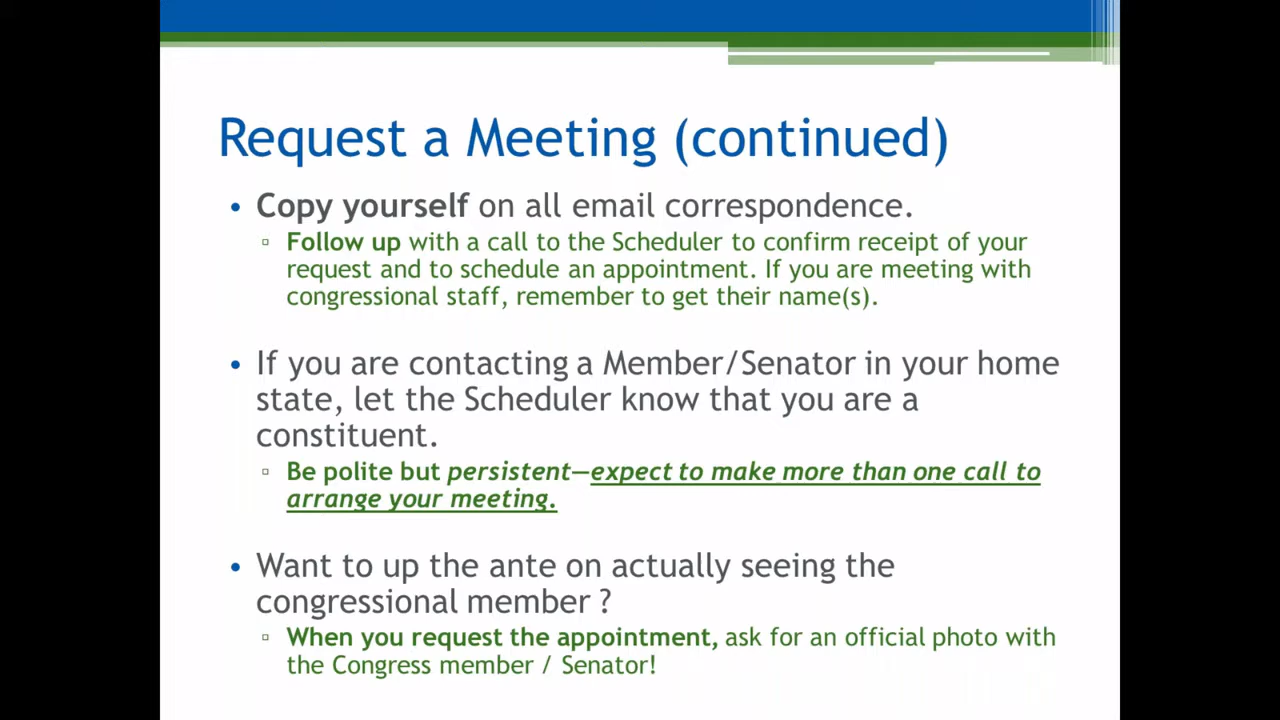 Request a Meeting (continued)
• Copy yourself on all email correspondence.
▫ Follow up with a call to the Scheduler to confirm receipt of your
request and to schedule an appointment. If you are meeting with
congressional staff, remember to get their name(s).
• If you are contacting a Member/Senator in your home
state, let the Scheduler know that you are a
constituent.
▫ Be polite but persistent—expect to make more than one call to
arrange your meeting.
• Want to up the ante on actually seeing the
congressional member ?
▫ When you request the appointment, ask for an official photo with
the Congress member / Senator!